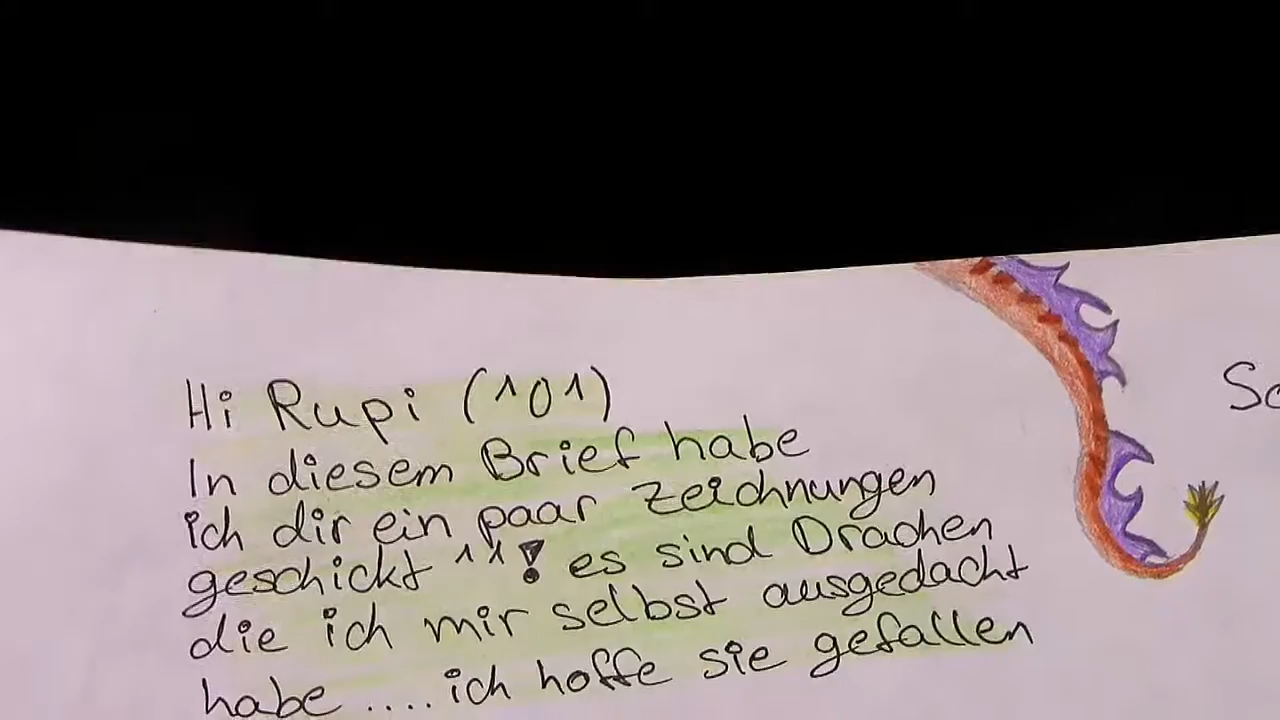 Hi Rupi (^0^)
In diesem Brief habe
ich dir ein paar Zeichnungen
geschickt ^^! es sind Drachen
die ich mir selbst ausgedacht
habe .... ich hoffe sie gefallen